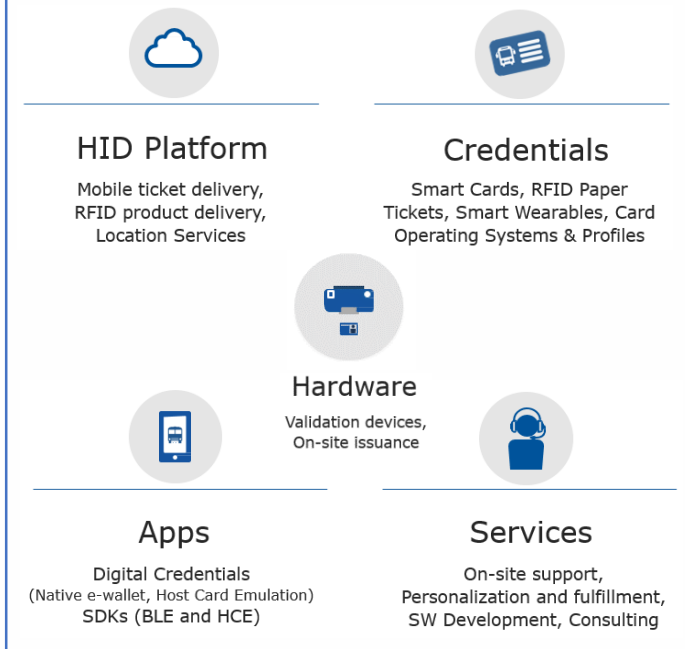 HID Platform
Mobile ticket delivery,
RFID product delivery,
Location Services
Credentials
Smart Cards, RFID Paper
Tickets, Smart Wearables, Card
Operating Systems & Profiles
Hardware
Validation devices,
On-site issuance
Apps
Digital Credentials
(Native e-wallet, Host Card Emulation)
SDKs (BLE and HCE)
Services
On-site support,
Personalization and fulfillment,
SW Development, Consulting